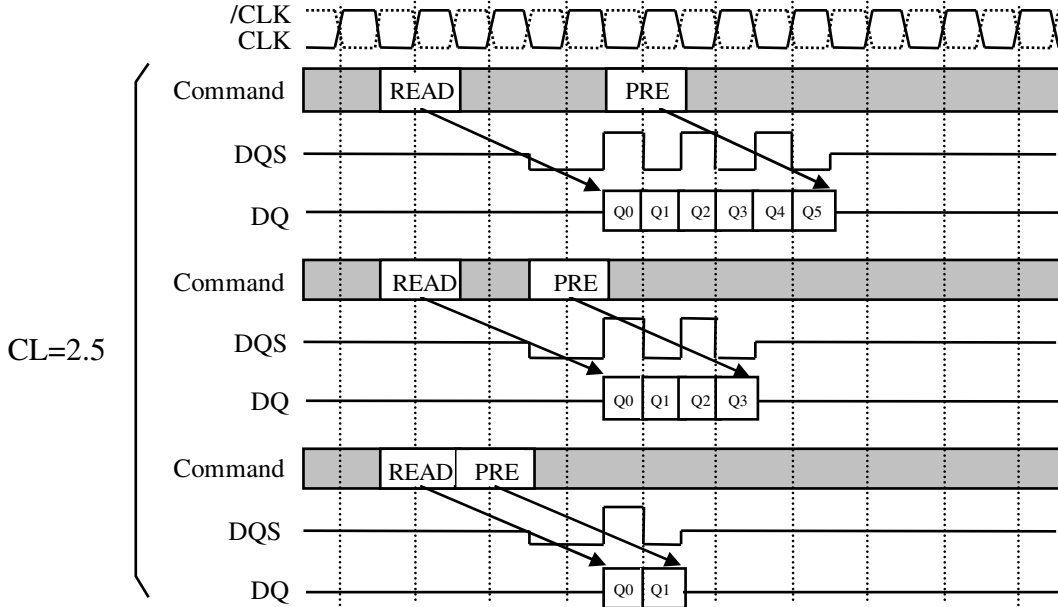 /CLK
CLK
Command READ PRE
DQS
DQ Q0 Q1 Q2 Q3 Q4 Q5
Command READ PRE
CL=2.5
DQS
DQ Q0 Q1 Q2 Q3
Command READ PRE
DQS
DQ Q0 Q1